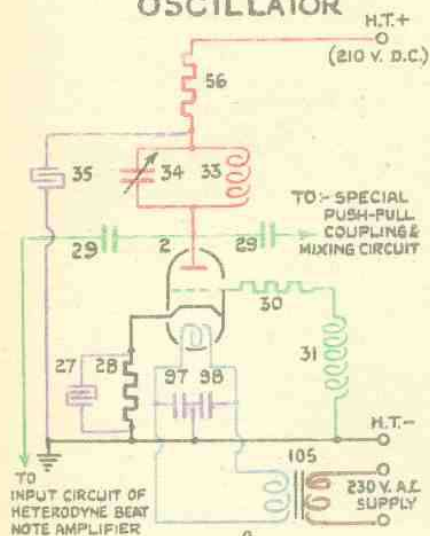 OSCILLATOR
H.T.+
(210 V. D.C.)
56
35
34
33
TO:- SPECIAL
PUSH-PULL
COUPLING &
MIXING CIRCUIT
29
2
29
30
31
27
28
97
98
H.T.-
105
230 V. A.C.
SUPPLY
TO
INPUT CIRCUIT OF
HETERODYNE BEAT
NOTE AMPLIFIER